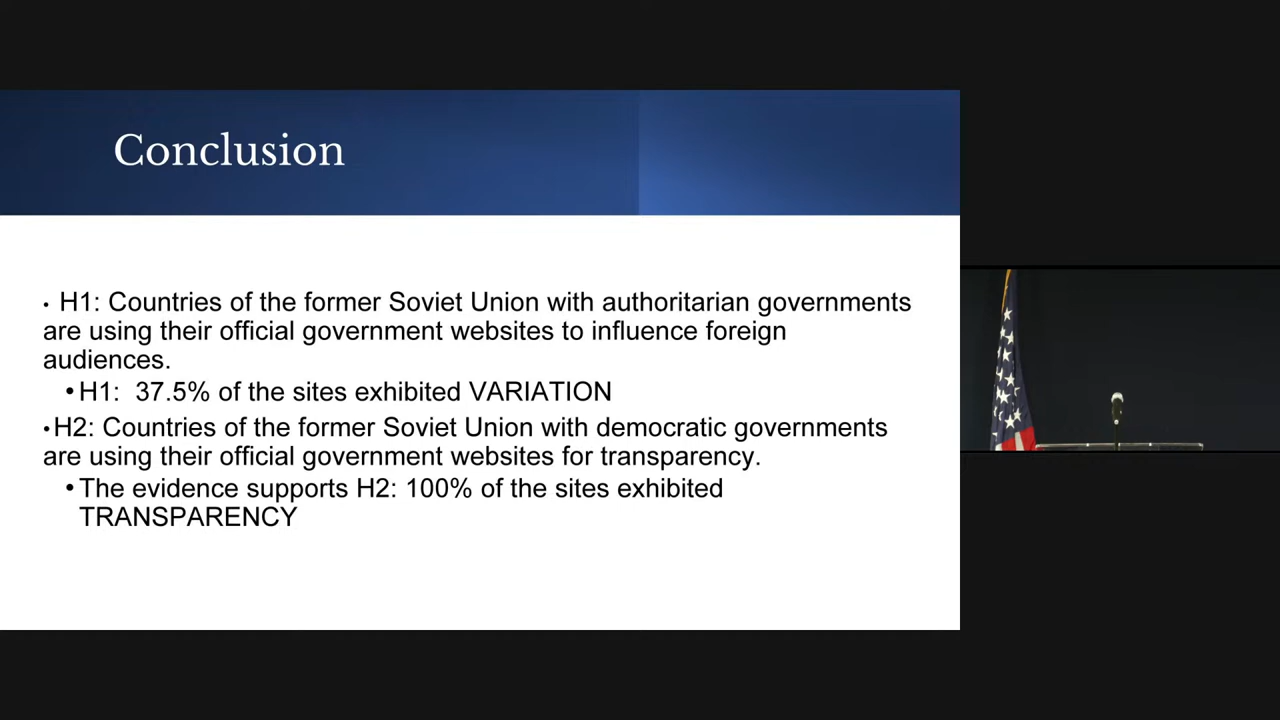 Conclusion
• H1: Countries of the former Soviet Union with authoritarian governments
are using their official government websites to influence foreign
audiences.
• H1: 37.5% of the sites exhibited VARIATION
• H2: Countries of the former Soviet Union with democratic governments
are using their official government websites for transparency.
• The evidence supports H2: 100% of the sites exhibited
TRANSPARENCY